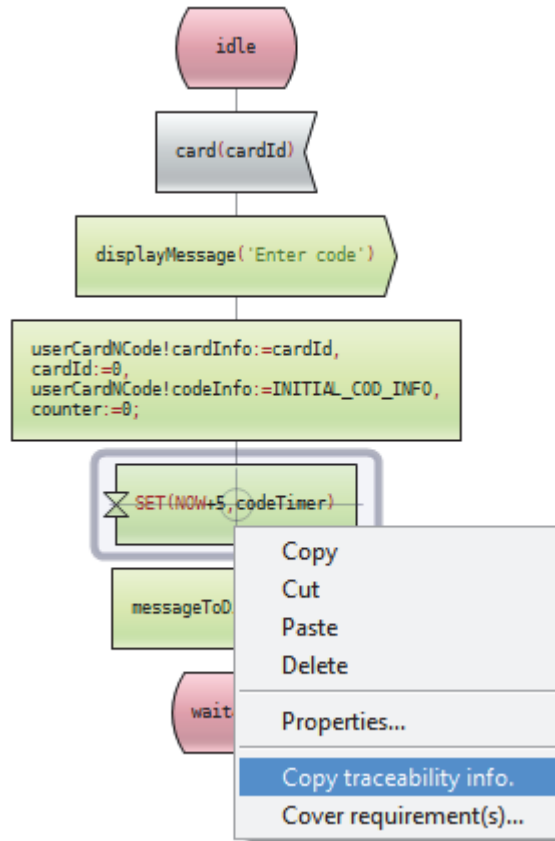 idle
card(cardId)
displayMessage('Enter code')
userCardNCode!cardInfo:=cardId,
cardId:=0,
userCardNCode!codeInfo:=INITIAL_COD_INFO,
counter:=0;
SET(NOW+5,codeTimer)
messageToD
wait
Copy
Cut
Paste
Delete
Properties...
Copy traceability info.
Cover requirement(s)...